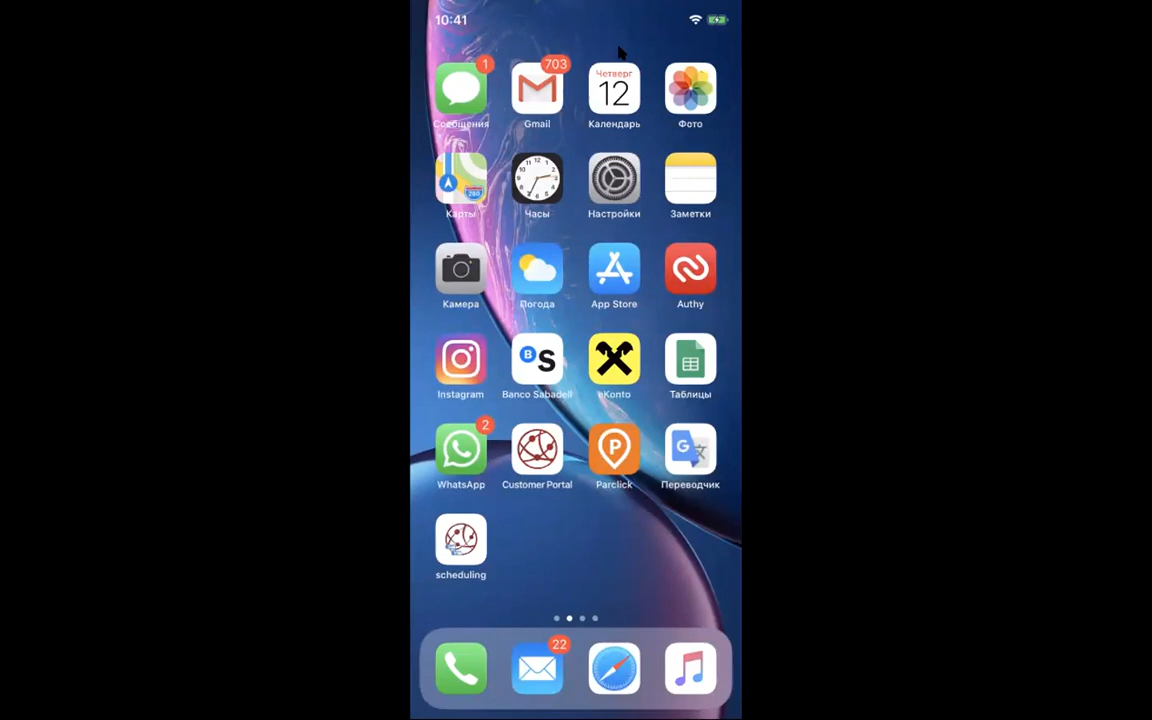 10:41
1
703
Четверг
12
Сообщения
Gmail
Календарь
Фото
280
Карты
Часы
Настройки
Заметки
Камера
Погода
App Store
Authy
B S
Instagram
Banco Sabadell
eKonto
Таблицы
2
P
G
WhatsApp
Customer Portal
Parclick
Переводчик
scheduling
22